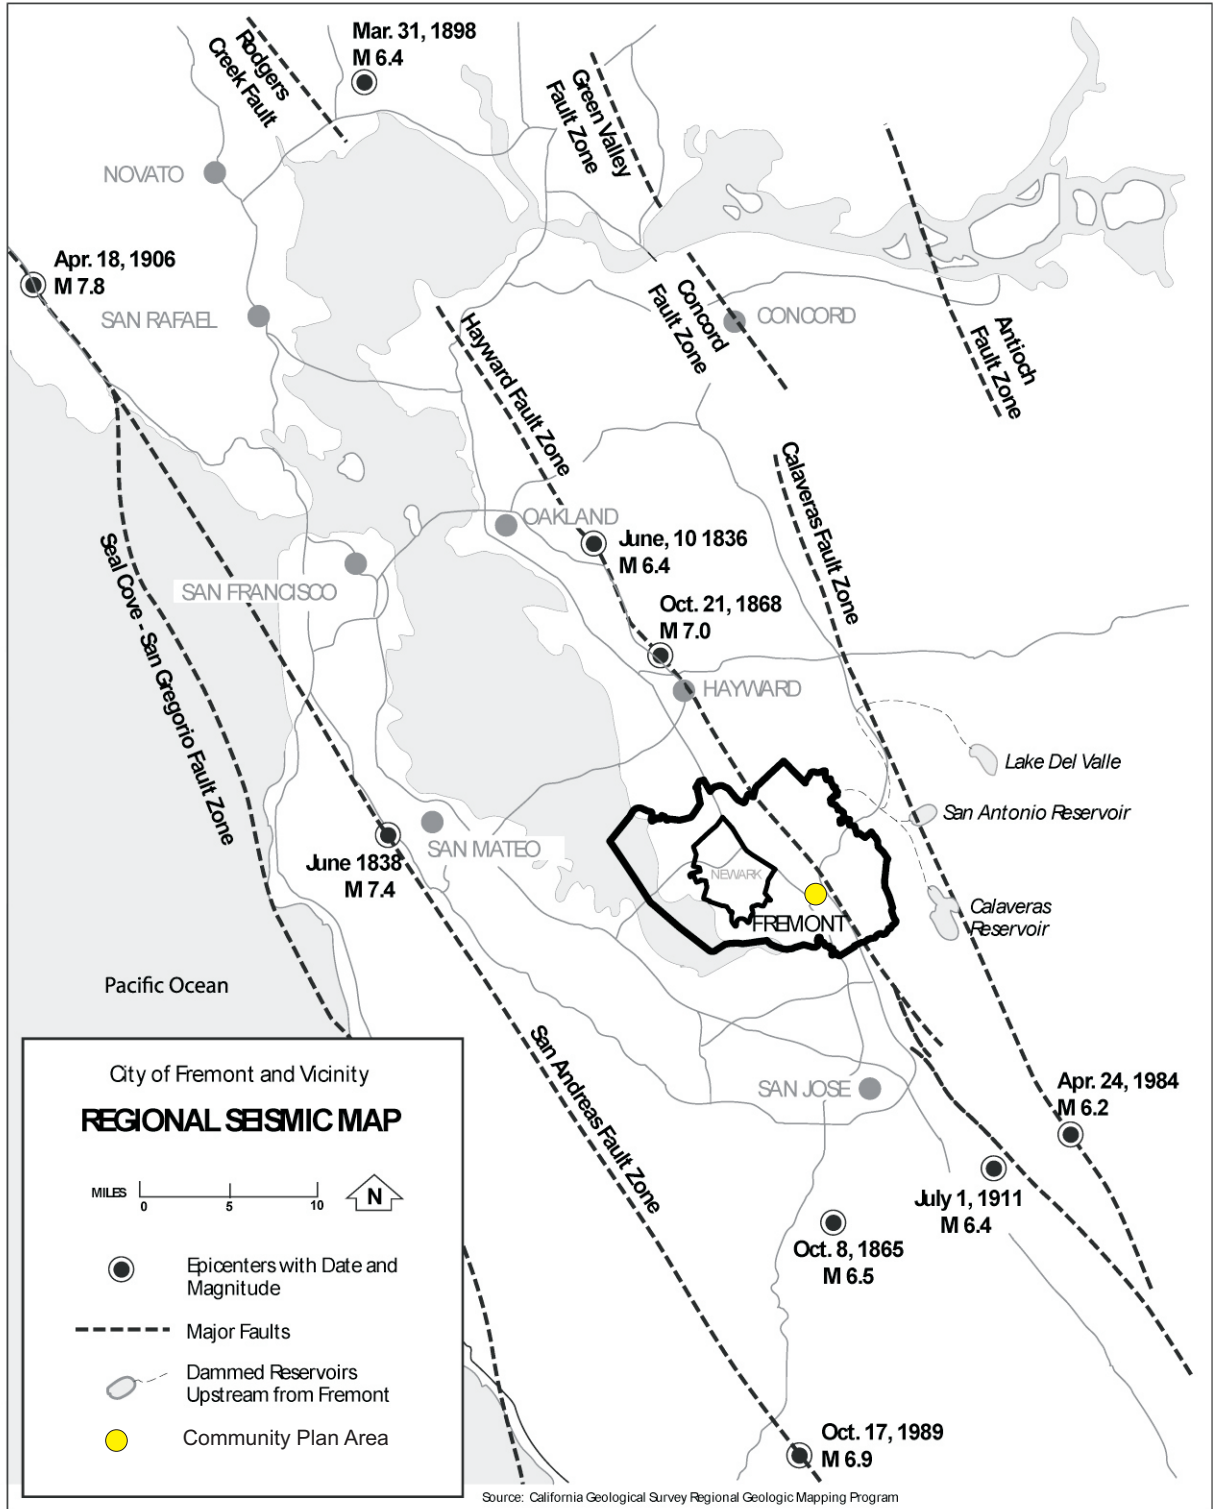 Mar. 31, 1898
M 6.4
Rodgers
Creek Fault
Green Valley
Fault Zone
NOVATO
Apr. 18, 1906
M 7.8
SAN RAFAEL
Concord
Fault Zone
CONCORD
Antioch
Fault Zone
Hayward Fault Zone
Calaveras Fault Zone
OAKLAND
June, 10 1836
M 6.4
SAN FRANCISCO
Oct. 21, 1868
M 7.0
Seal Cove - San Gregorio Fault Zone
HAYWARD
Lake Del Valle
San Antonio Reservoir
SAN MATEO
June 1838
M 7.4
NEWARK
FREMONT
Calaveras
Reservoir
Pacific Ocean
San Andreas Fault Zone
SAN JOSE
Apr. 24, 1984
M 6.2
July 1, 1911
M 6.4
Oct. 8, 1865
M 6.5
Oct. 17, 1989
M 6.9
City of Fremont and Vicinity
REGIONAL SEISMIC MAP
MILES
0 5 10
N
Epicenters with Date and
Magnitude
Major Faults
Dammed Reservoirs
Upstream from Fremont
Community Plan Area
Source: California Geological Survey Regional Geologic Mapping Program